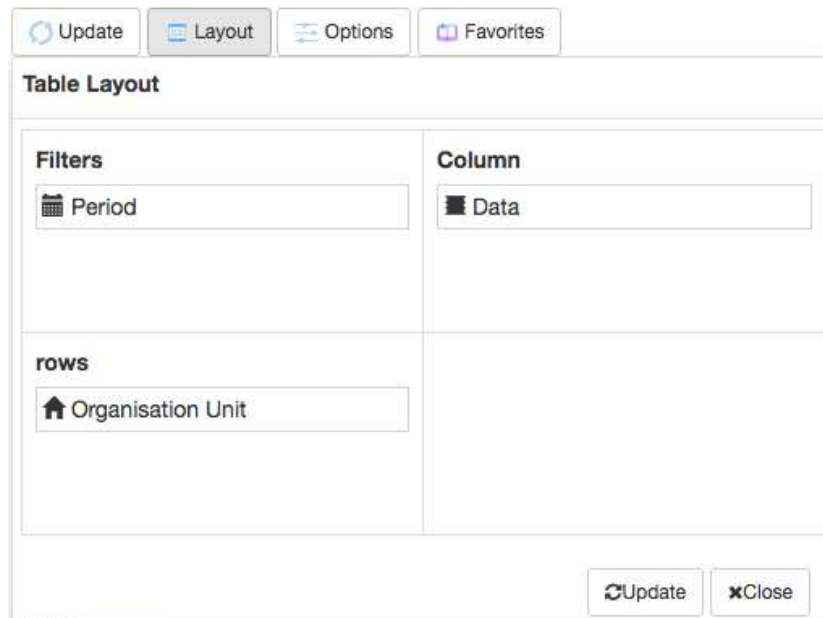 Update Layout Options Favorites
Table Layout
Filters
Period
Column
Data
rows
Organisation Unit
Update Close